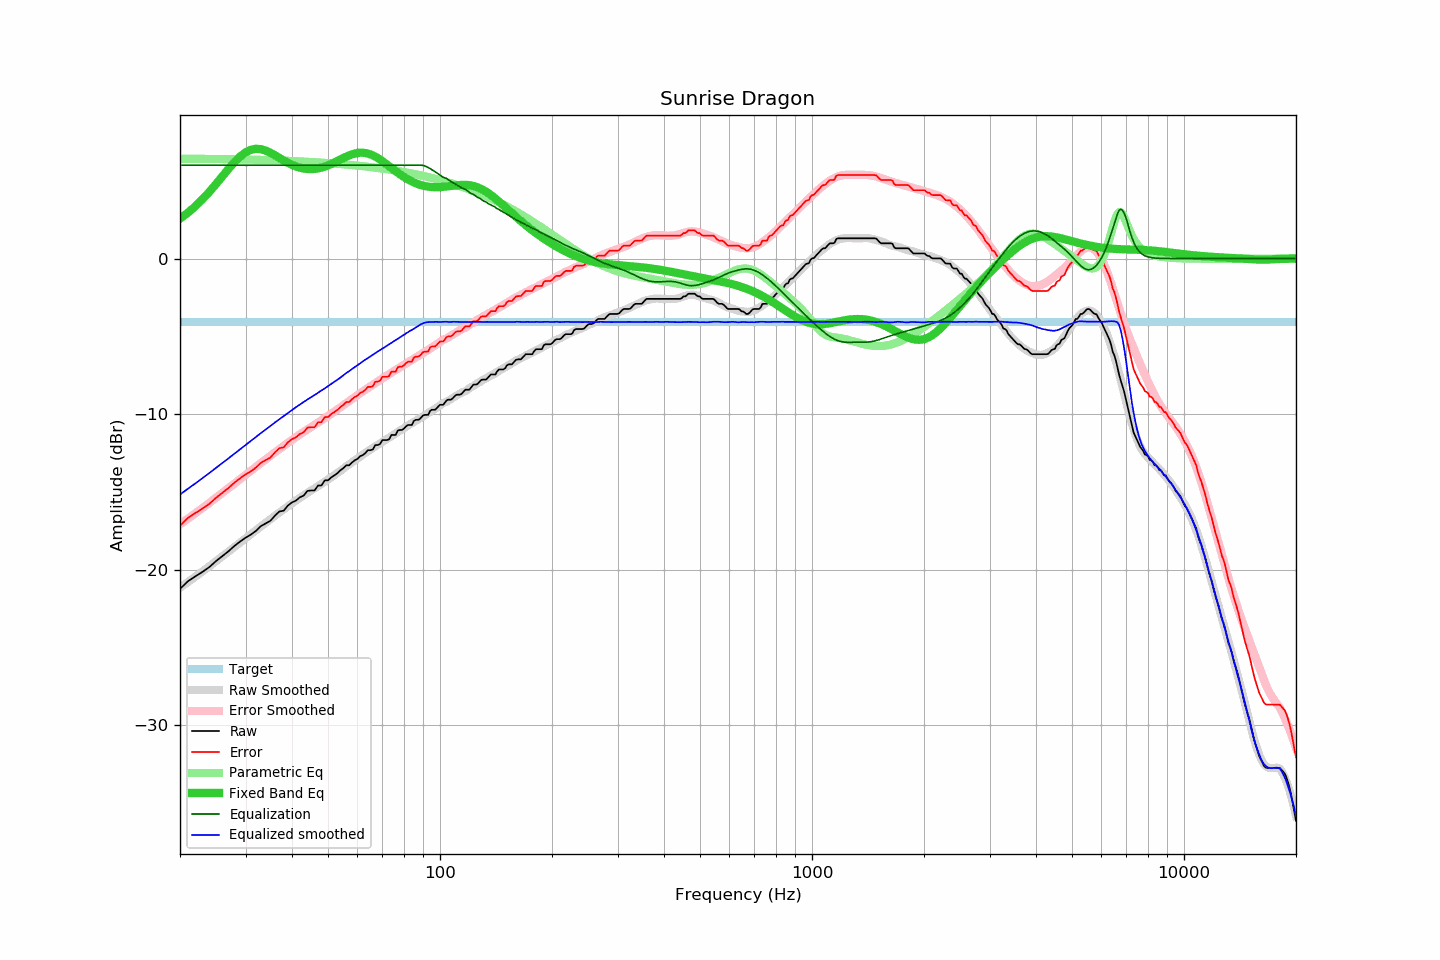 Sunrise Dragon
Amplitude (dBr)
0
−10
−20
−30
Target
Raw Smoothed
Error Smoothed
Raw
Error
Parametric Eq
Fixed Band Eq
Equalization
Equalized smoothed
100
1000
10000
Frequency (Hz)